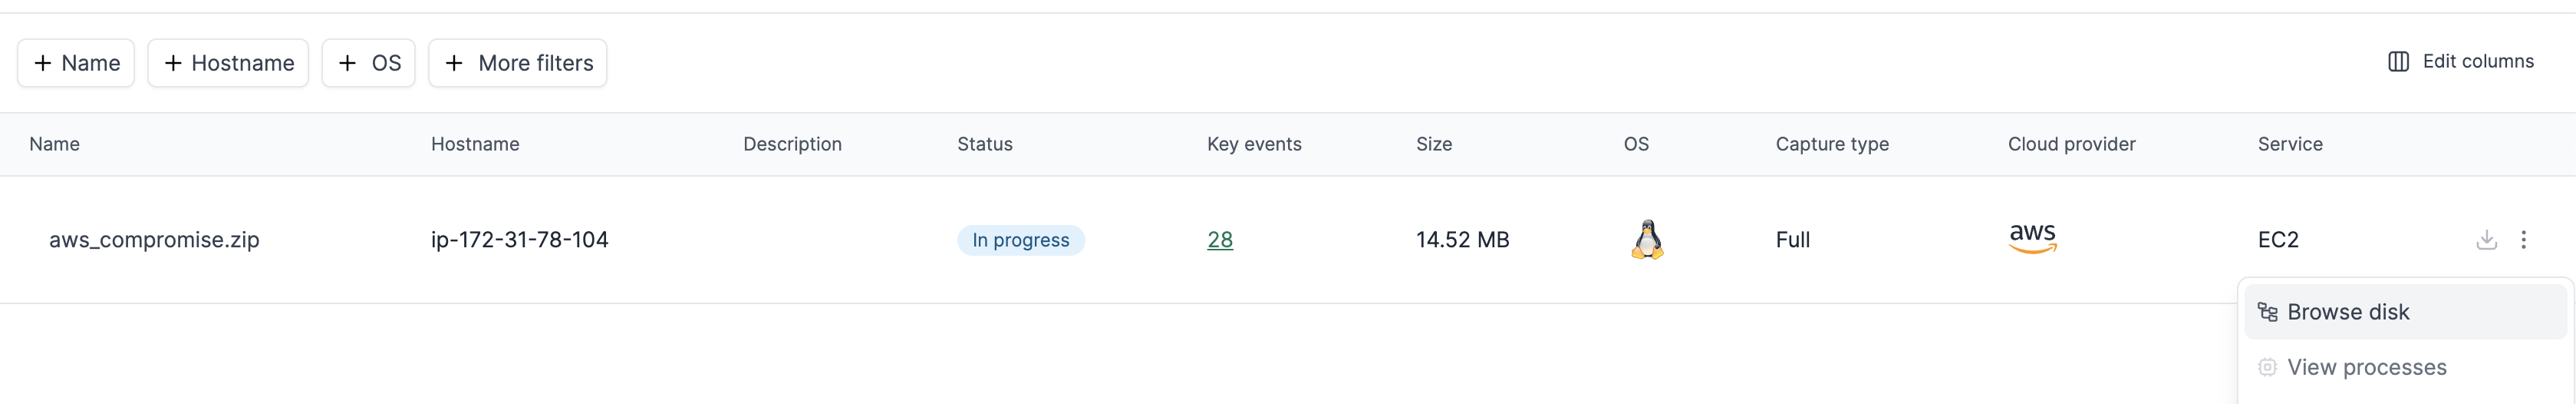 Name Hostname OS More filters Edit columns
Name Hostname Description Status Key events Size OS Capture type Cloud provider Service
aws_compromise.zip ip-172-31-78-104 In progress 28 14.52 MB Full aws EC2
Browse disk
View processes